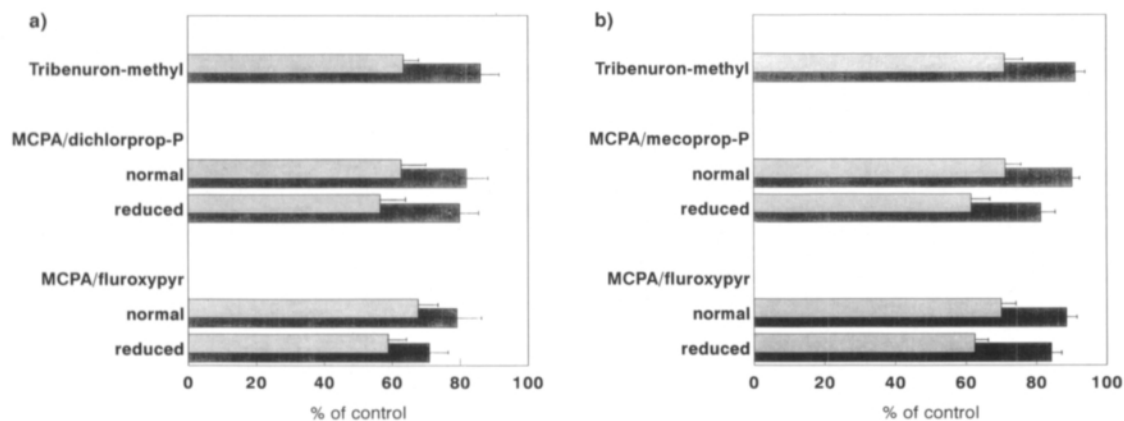 a)
Tribenuron-methyl
MCPA/dichlorprop-P
normal
reduced
MCPA/fluroxypyr
normal
reduced
0 20 40 60 80 100
% of control
b)
Tribenuron-methyl
MCPA/mecoprop-P
normal
reduced
MCPA/fluroxypyr
normal
reduced
0 20 40 60 80 100
% of control